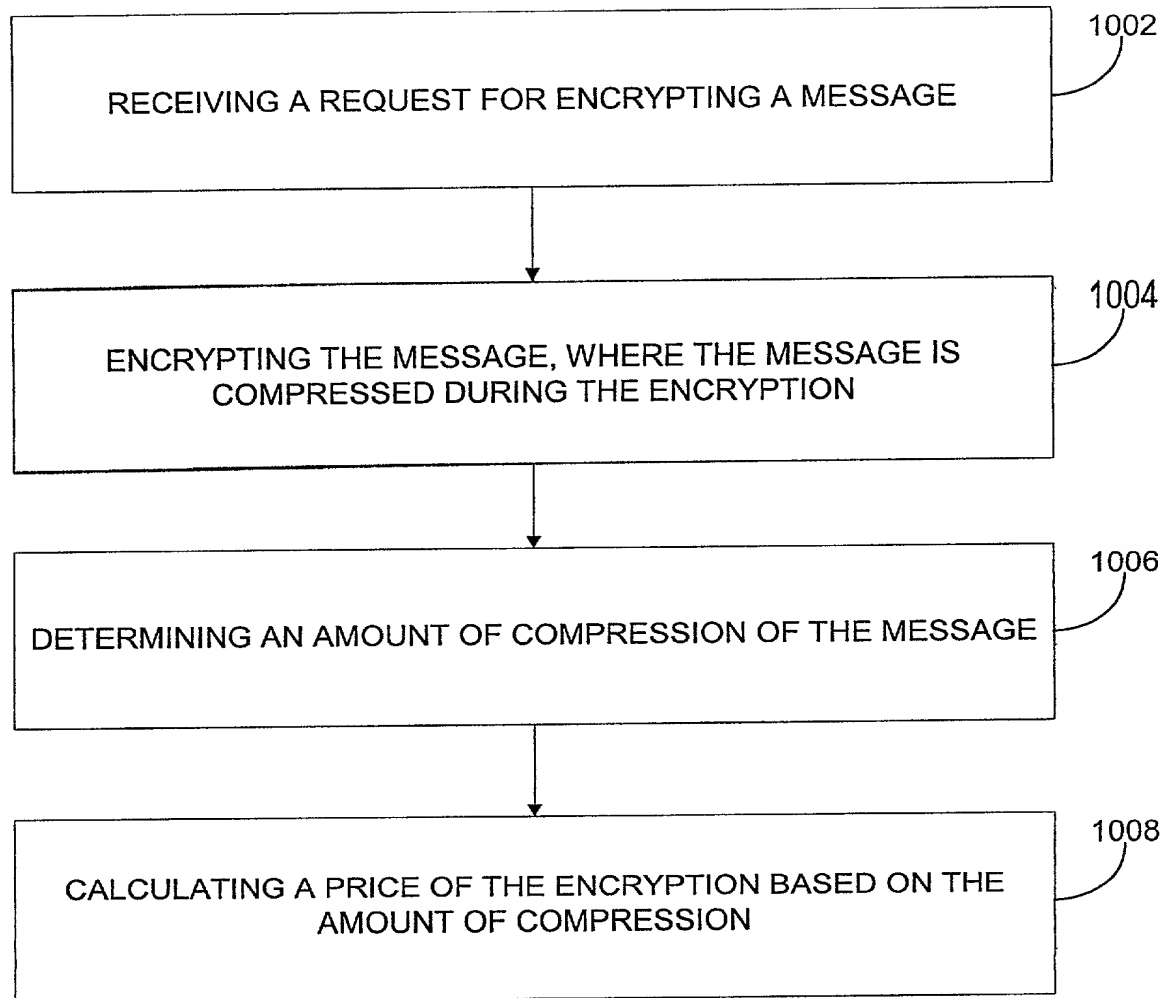 1002
RECEIVING A REQUEST FOR ENCRYPTING A MESSAGE
1004
ENCRYPTING THE MESSAGE, WHERE THE MESSAGE IS
COMPRESSED DURING THE ENCRYPTION
1006
DETERMINING AN AMOUNT OF COMPRESSION OF THE MESSAGE
1008
CALCULATING A PRICE OF THE ENCRYPTION BASED ON THE
AMOUNT OF COMPRESSION